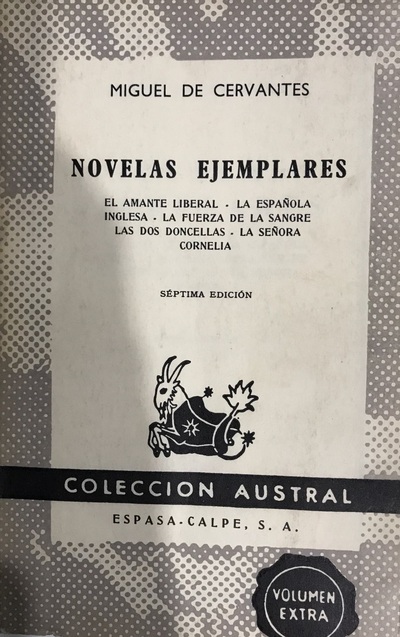 MIGUEL DE CERVANTES
NOVELAS EJEMPLARES
EL AMANTE LIBERAL - LA ESPAÑOLA
INGLESA - LA FUERZA DE LA SANGRE
LAS DOS DONCELLAS - LA SEÑORA
CORNELIA
SÉPTIMA EDICIÓN
COLECCION AUSTRAL
ESPASA-CALPE, S. A.
VOLUMEN
EXTRA